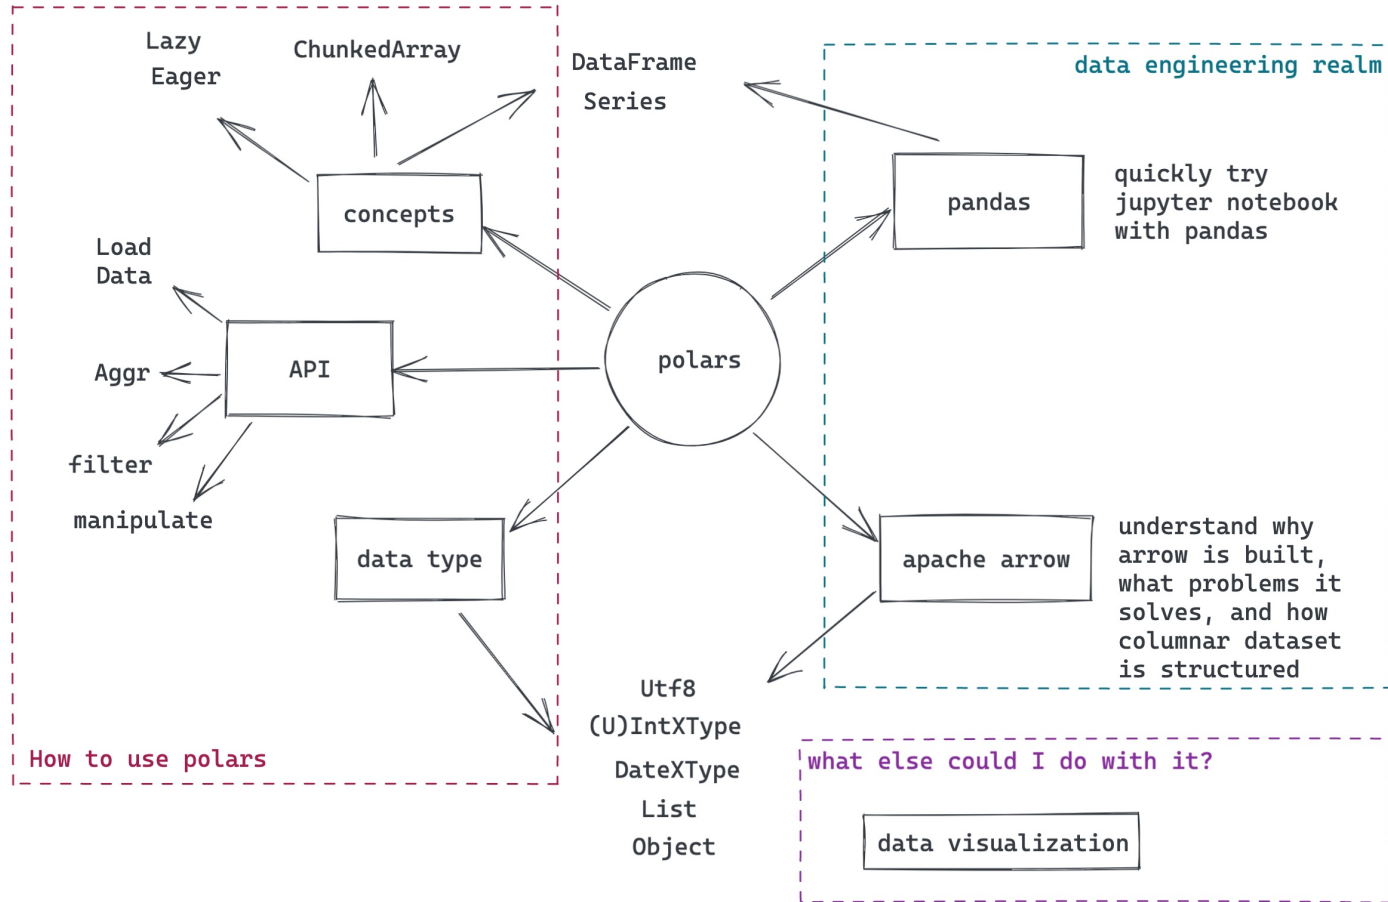 Lazy
Eager
ChunkedArray
DataFrame
Series
data engineering realm
concepts
pandas
quickly try
jupyter notebook
with pandas
Load
Data
API
Aggr
filter
manipulate
polars
data type
apache arrow
understand why
arrow is built,
what problems it
solves, and how
columnar dataset
is structured
Utf8
(U)IntXType
DateXType
List
Object
How to use polars
what else could I do with it?
data visualization